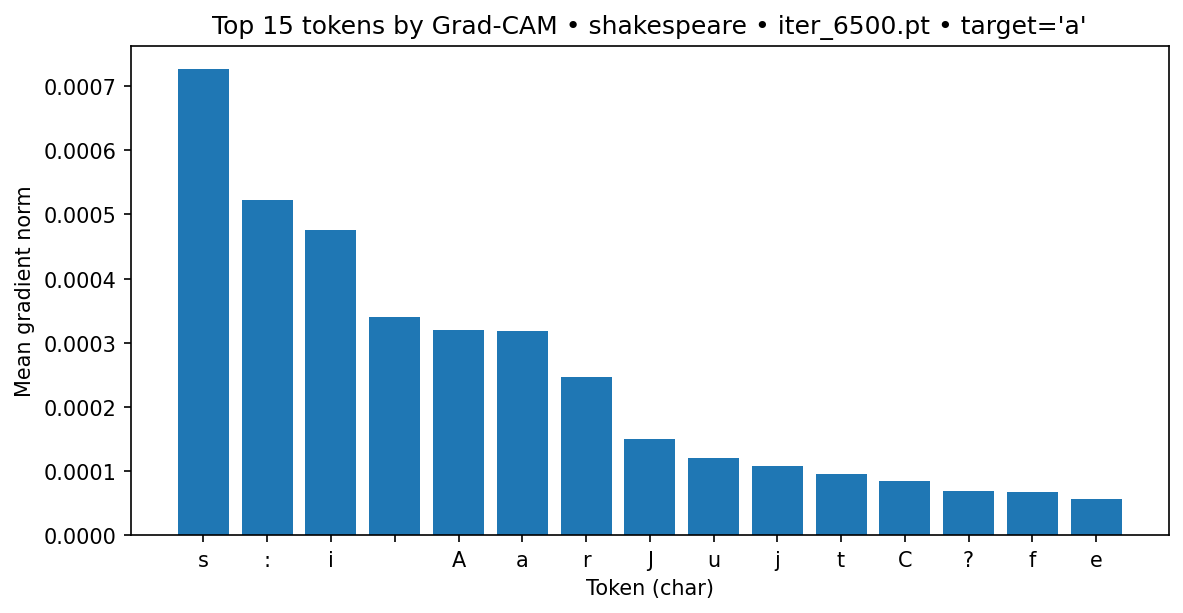 Top 15 tokens by Grad-CAM • shakespeare • iter_6500.pt • target='a'
0.0007
0.0006
0.0005
0.0004
0.0003
0.0002
0.0001
0.0000
Mean gradient norm
s : i A a r J u j t C ? f e
Token (char)